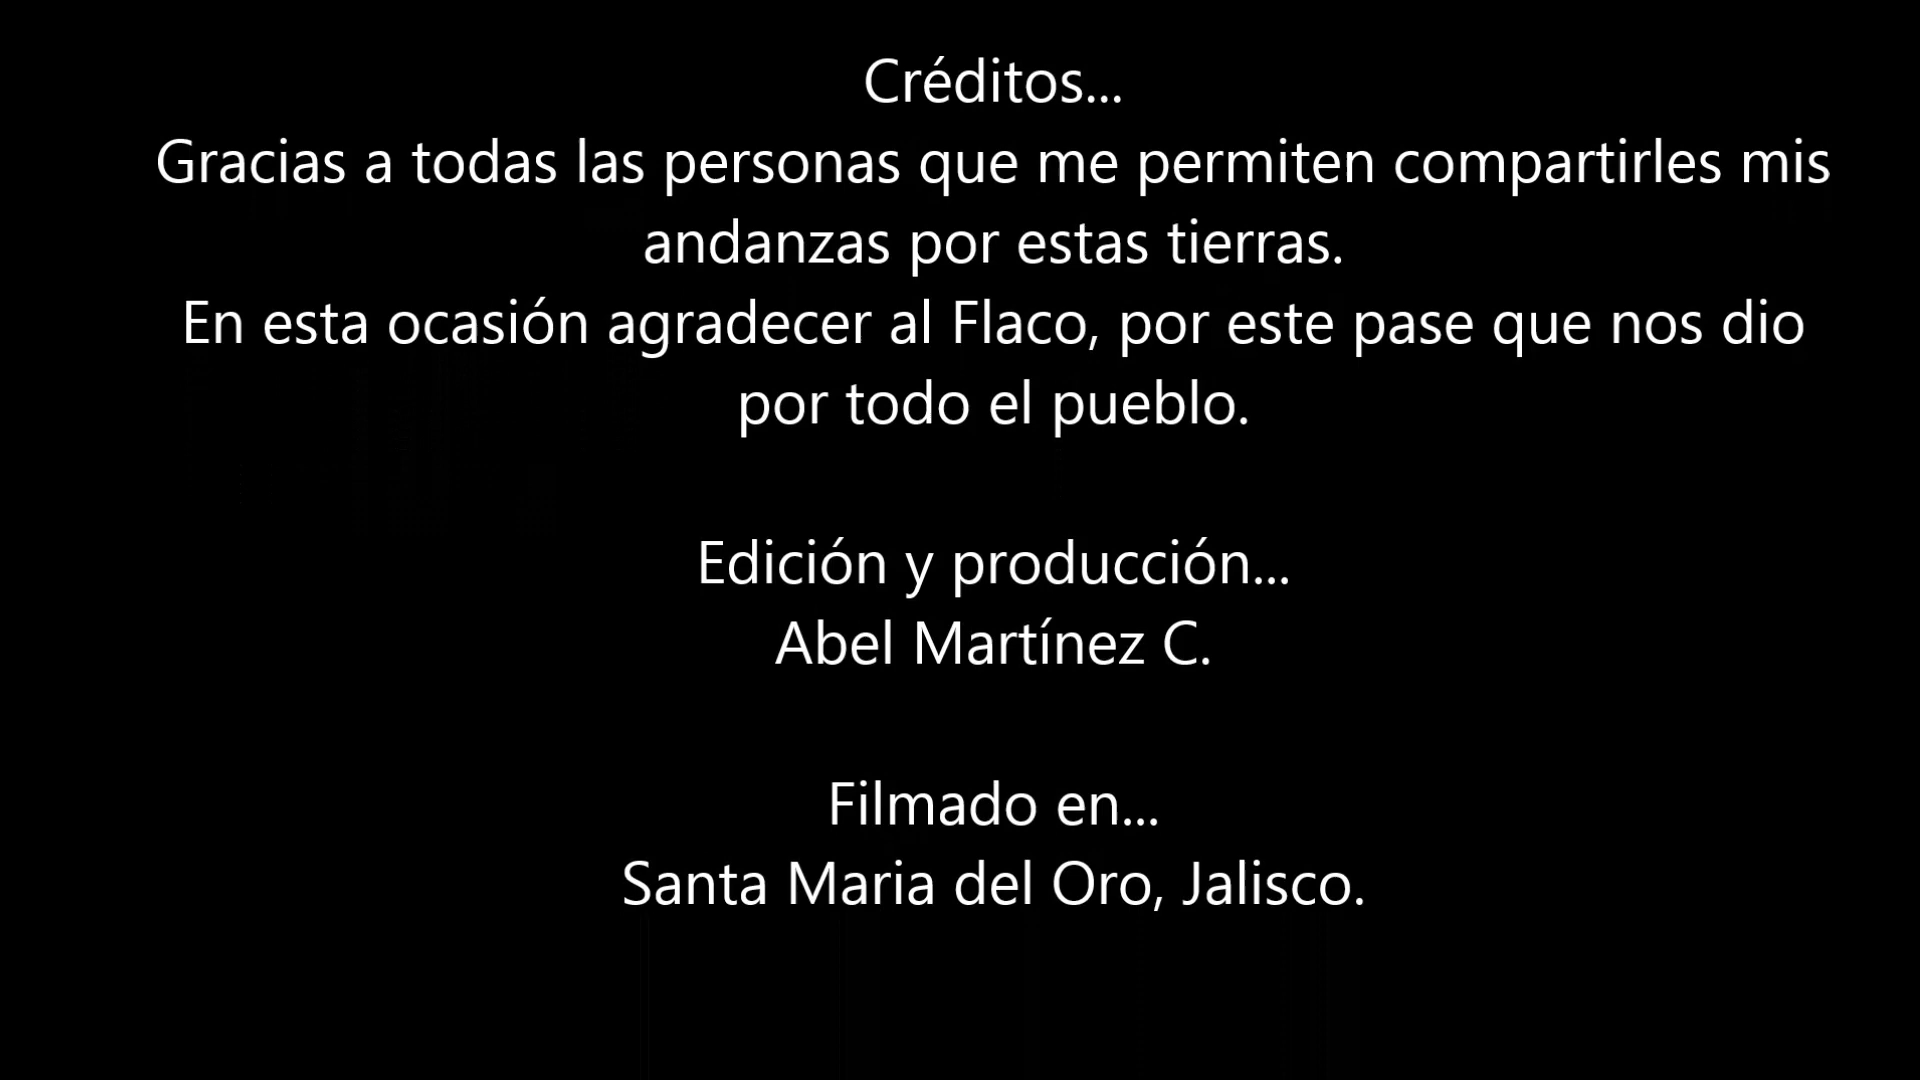 Créditos...
Gracias a todas las personas que me permiten compartirles mis
andanzas por estas tierras.
En esta ocasión agradecer al Flaco, por este pase que nos dio
por todo el pueblo.
Edición y producción...
Abel Martínez C.
Filmado en...
Santa Maria del Oro, Jalisco.